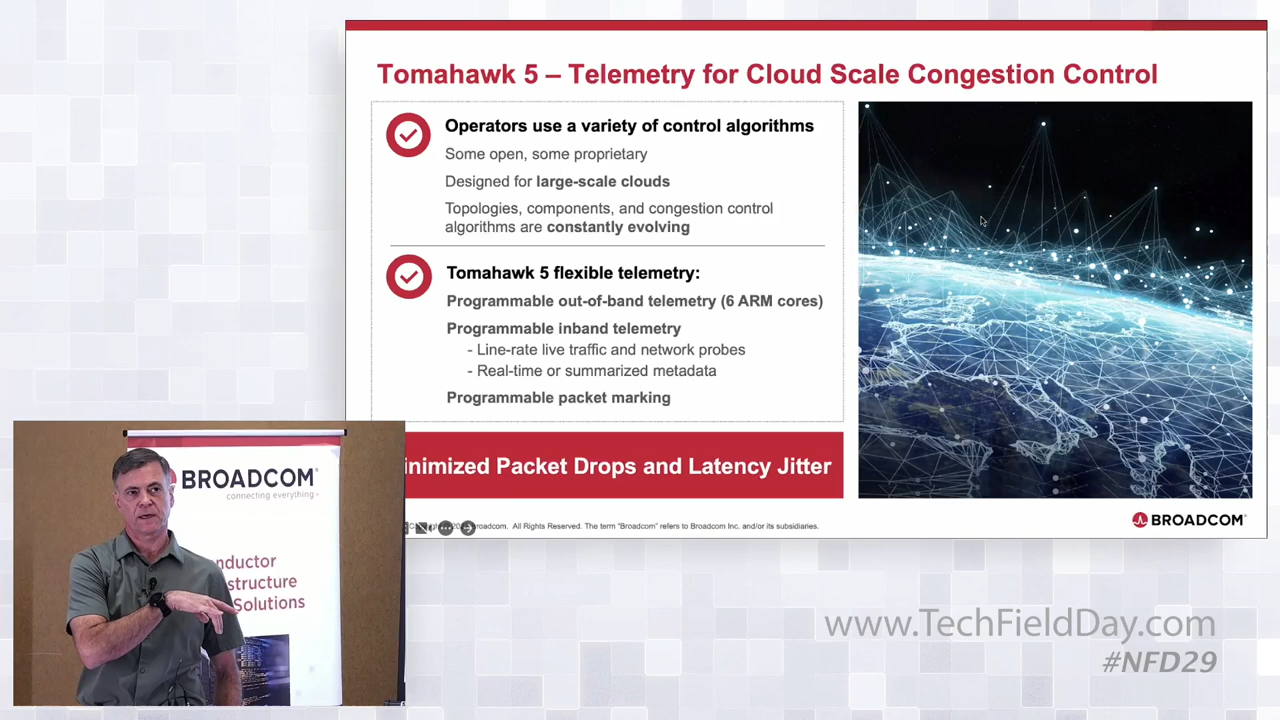 Tomahawk 5 – Telemetry for Cloud Scale Congestion Control
Operators use a variety of control algorithms
Some open, some proprietary
Designed for large-scale clouds
Topologies, components, and congestion control
algorithms are constantly evolving
Tomahawk 5 flexible telemetry:
Programmable out-of-band telemetry (6 ARM cores)
Programmable inband telemetry
- Line-rate live traffic and network probes
- Real-time or summarized metadata
Programmable packet marking
inimized Packet Drops and Latency Jitter
roadcom. All Rights Reserved. The term "Broadcom" refers to Broadcom Inc. and/or its subsidiaries.
BROADCOM
BROADCOM
connecting everything
nductor
structure
Solutions
www.TechFieldDay.com
#NFD29